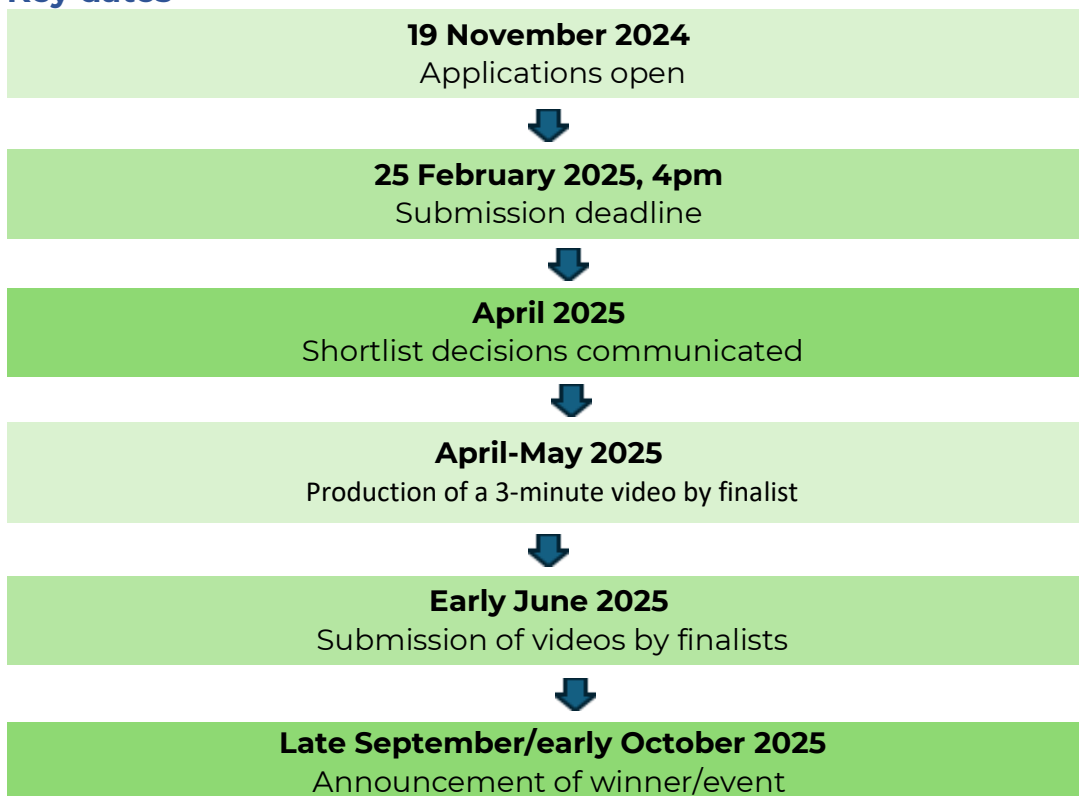 Key dates
19 November 2024
Applications open
25 February 2025, 4pm
Submission deadline
April 2025
Shortlist decisions communicated
April-May 2025
Production of a 3-minute video by finalist
Early June 2025
Submission of videos by finalists
Late September/early October 2025
Announcement of winner/event